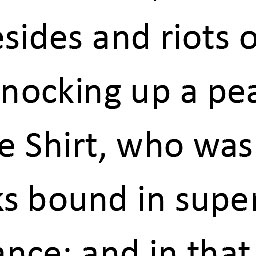 esides and riots o
nocking up a pea
e Shirt, who was
ks bound in super
ance; and in that